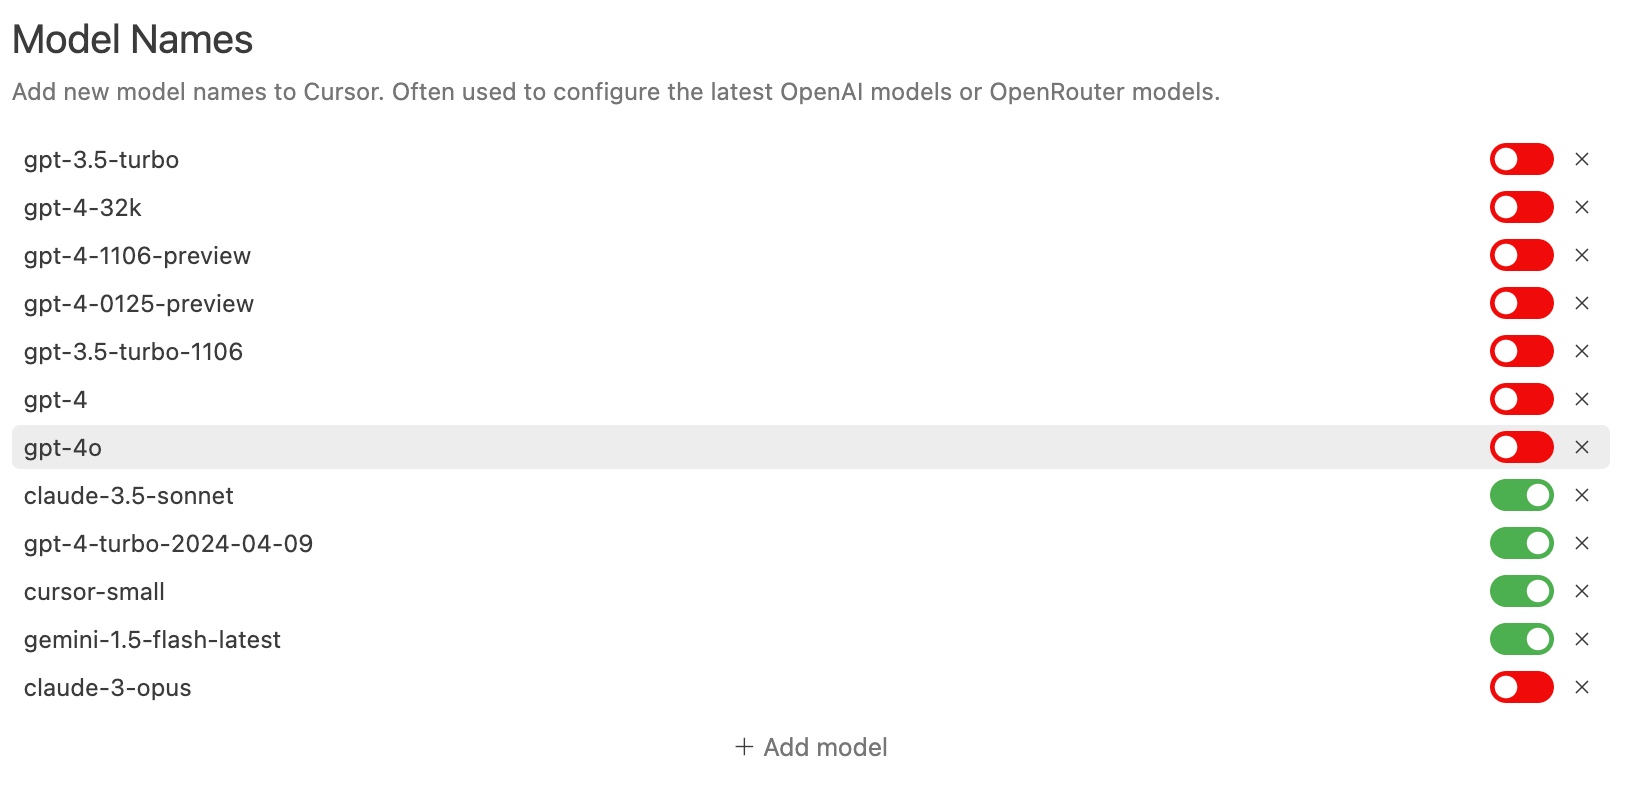 Model Names
Add new model names to Cursor. Often used to configure the latest OpenAI models or OpenRouter models.
gpt-3.5-turbo
gpt-4-32k
gpt-4-1106-preview
gpt-4-0125-preview
gpt-3.5-turbo-1106
gpt-4
gpt-4o
claude-3.5-sonnet
gpt-4-turbo-2024-04-09
cursor-small
gemini-1.5-flash-latest
claude-3-opus
+ Add model